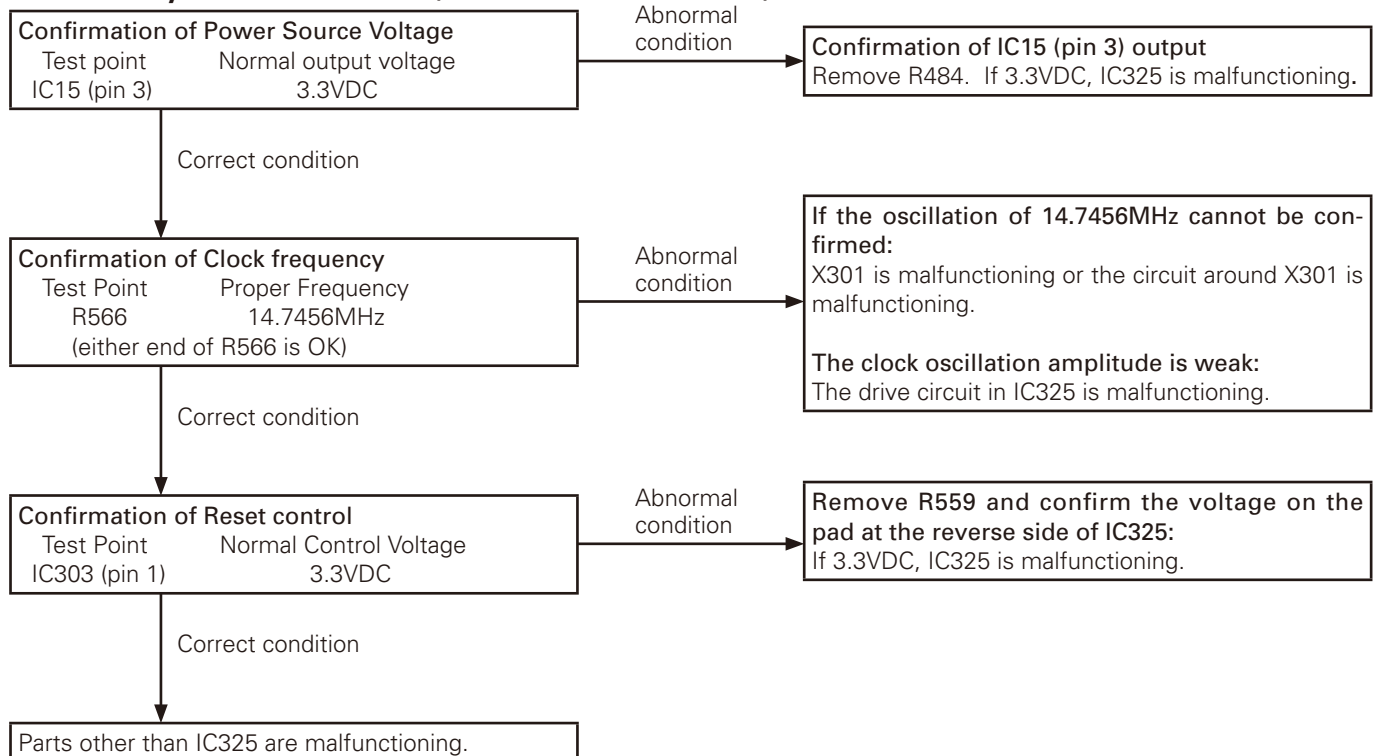 Confirmation of Power Source Voltage
Test point Normal output voltage
IC15 (pin 3) 3.3VDC
Abnormal
condition
Confirmation of IC15 (pin 3) output
Remove R484. If 3.3VDC, IC325 is malfunctioning.
Correct condition
Confirmation of Clock frequency
Test Point Proper Frequency
R566 14.7456MHz
(either end of R566 is OK)
Abnormal
condition
If the oscillation of 14.7456MHz cannot be con-
firmed:
X301 is malfunctioning or the circuit around X301 is
malfunctioning.
The clock oscillation amplitude is weak:
The drive circuit in IC325 is malfunctioning.
Correct condition
Confirmation of Reset control
Test Point Normal Control Voltage
IC303 (pin 1) 3.3VDC
Abnormal
condition
Remove R559 and confirm the voltage on the
pad at the reverse side of IC325:
If 3.3VDC, IC325 is malfunctioning.
Correct condition
Parts other than IC325 are malfunctioning.